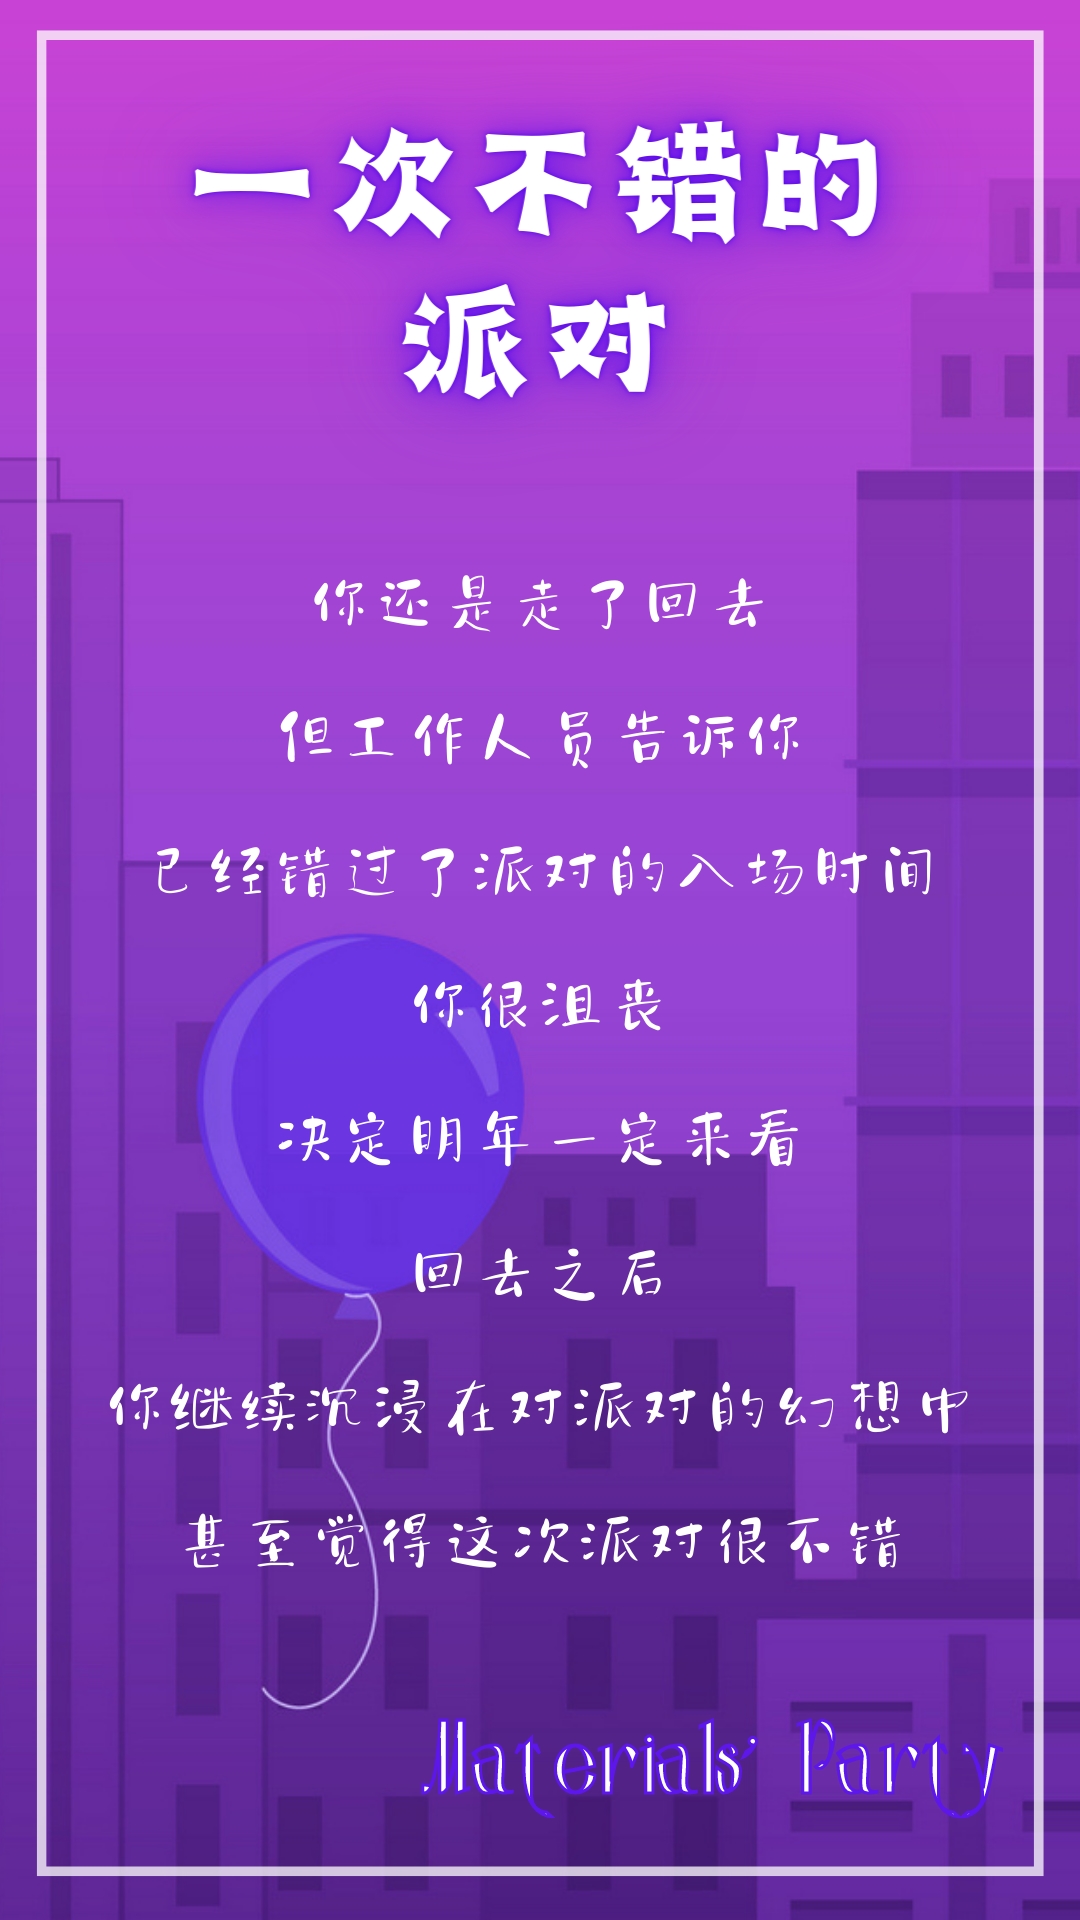 一次不错的
派对
你还是走了回去
但工作人员告诉你
已经错过了派对的入场时间
你很沮丧
决定明年一定来看
回去之后
你继续沉浸在对派对的幻想中
甚至觉得这次派对很不错
Materials' Party